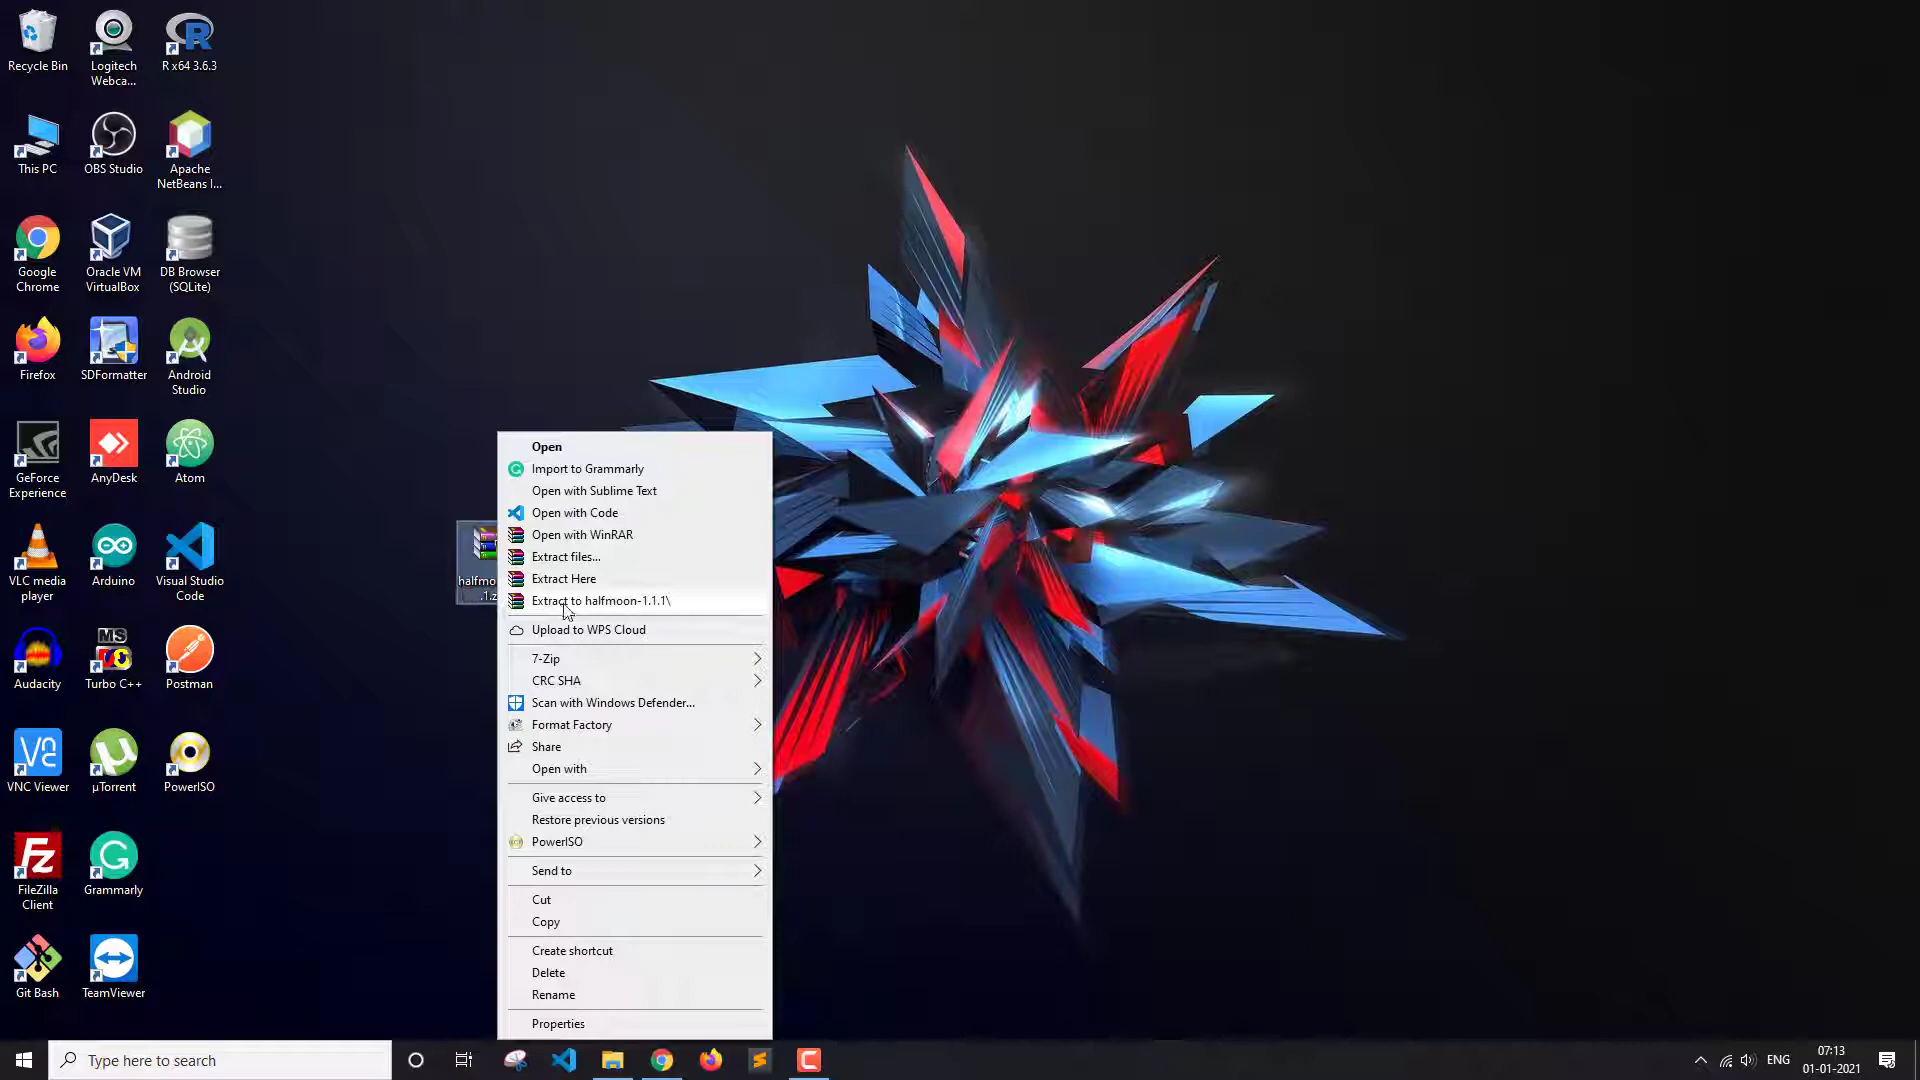 Recycle Bin
Logitech
Webca...
R x64 3.6.3
This PC
OBS Studio
Apache
NetBeans I...
Google
Chrome
Oracle VM
VirtualBox
DB Browser
(SQLite)
Firefox
SDFormatter
Android
Studio
GeForce
Experience
AnyDesk
Atom
VLC media
player
Arduino
Visual Studio
Code
Audacity
Turbo C++
Postman
VNC Viewer
µTorrent
PowerISO
FileZilla
Client
Grammarly
Git Bash
TeamViewer
halfmo
.1.z
Open
Import to Grammarly
Open with Sublime Text
Open with Code
Open with WinRAR
Extract files...
Extract Here
Extract to halfmoon-1.1.1\
Upload to WPS Cloud
7-Zip
CRC SHA
Scan with Windows Defender...
Format Factory
Share
Open with
Give access to
Restore previous versions
PowerISO
Send to
Cut
Copy
Create shortcut
Delete
Rename
Properties
Type here to search
ENG
07:13
01-01-2021